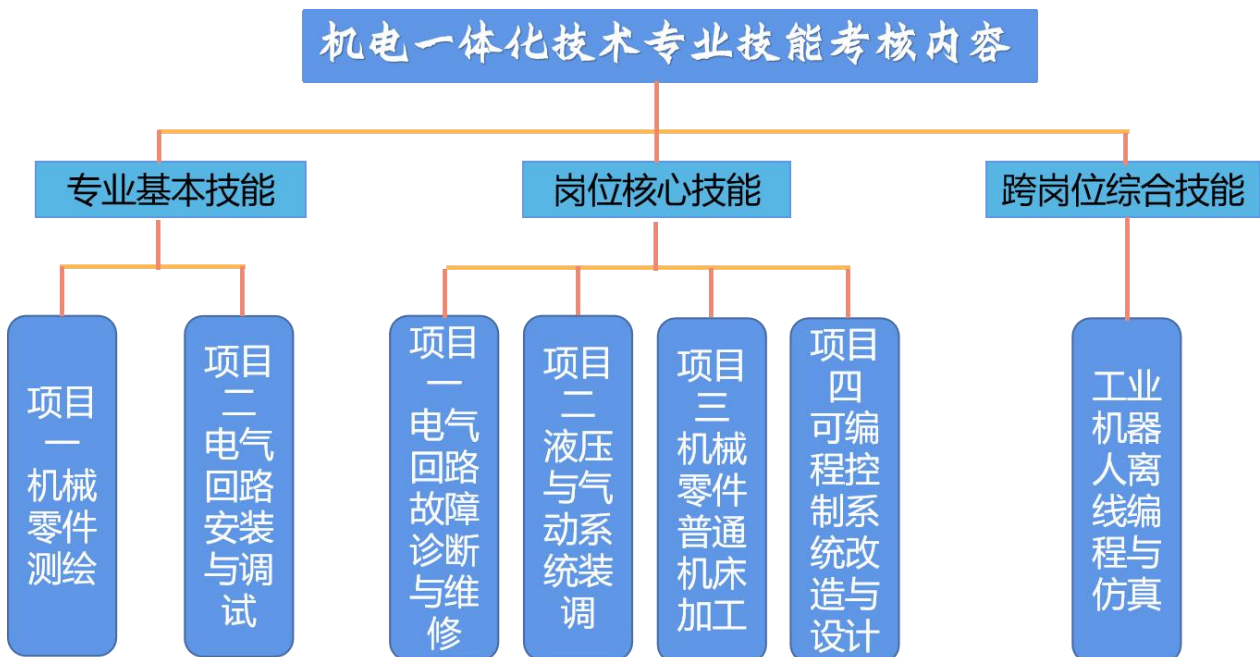 机电一体化技术专业技能考核内容
专业基本技能
岗位核心技能
跨岗位综合技能
项目
一
机械
零件
测绘
项目
二
电气
回路
安装
与调
试
项目
一
电气
回路
故障
诊断
与维
修
项目
二
液压
与气
动系
统装
调
项目
三
机械
零件
普通
机床
加工
项目
四
可编
程控
制系
统改
造与
设计
工业
机器
人离
线编
程与
仿真